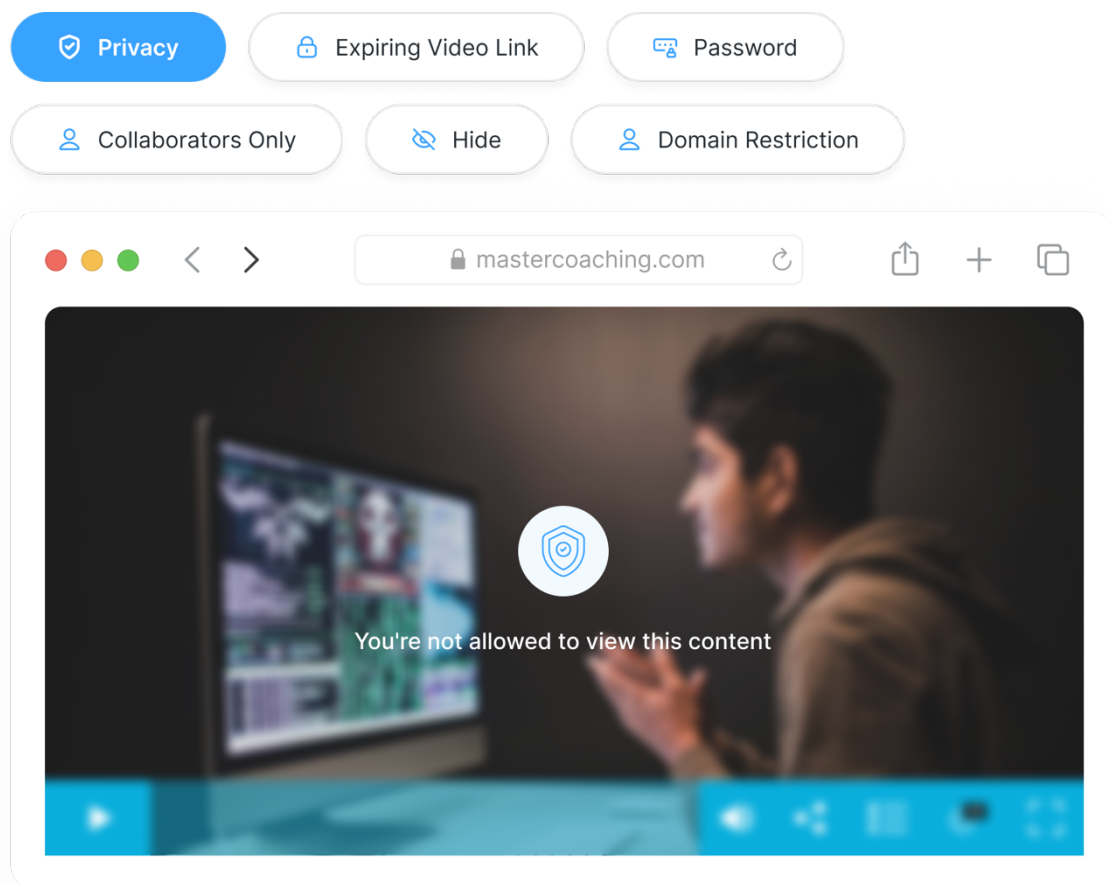 Privacy
Expiring Video Link
Password
Collaborators Only
Hide
Domain Restriction
mastercoaching.com
You're not allowed to view this content